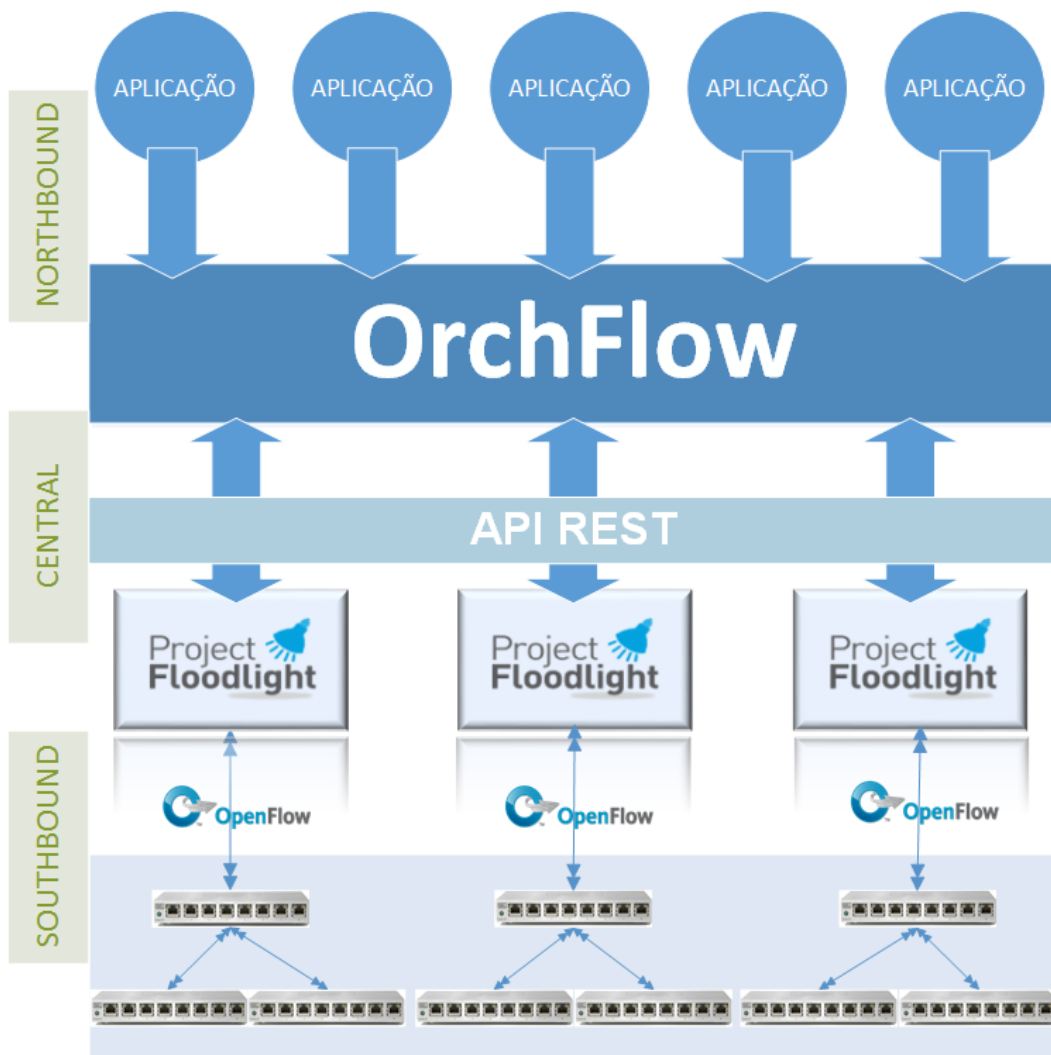 APLICAÇÃO APLICAÇÃO APLICAÇÃO APLICAÇÃO APLICAÇÃO
NORTHBOUND
OrchFlow
CENTRAL
API REST
Project Floodlight
Project Floodlight
Project Floodlight
SOUTHBOUND
OpenFlow
OpenFlow
OpenFlow